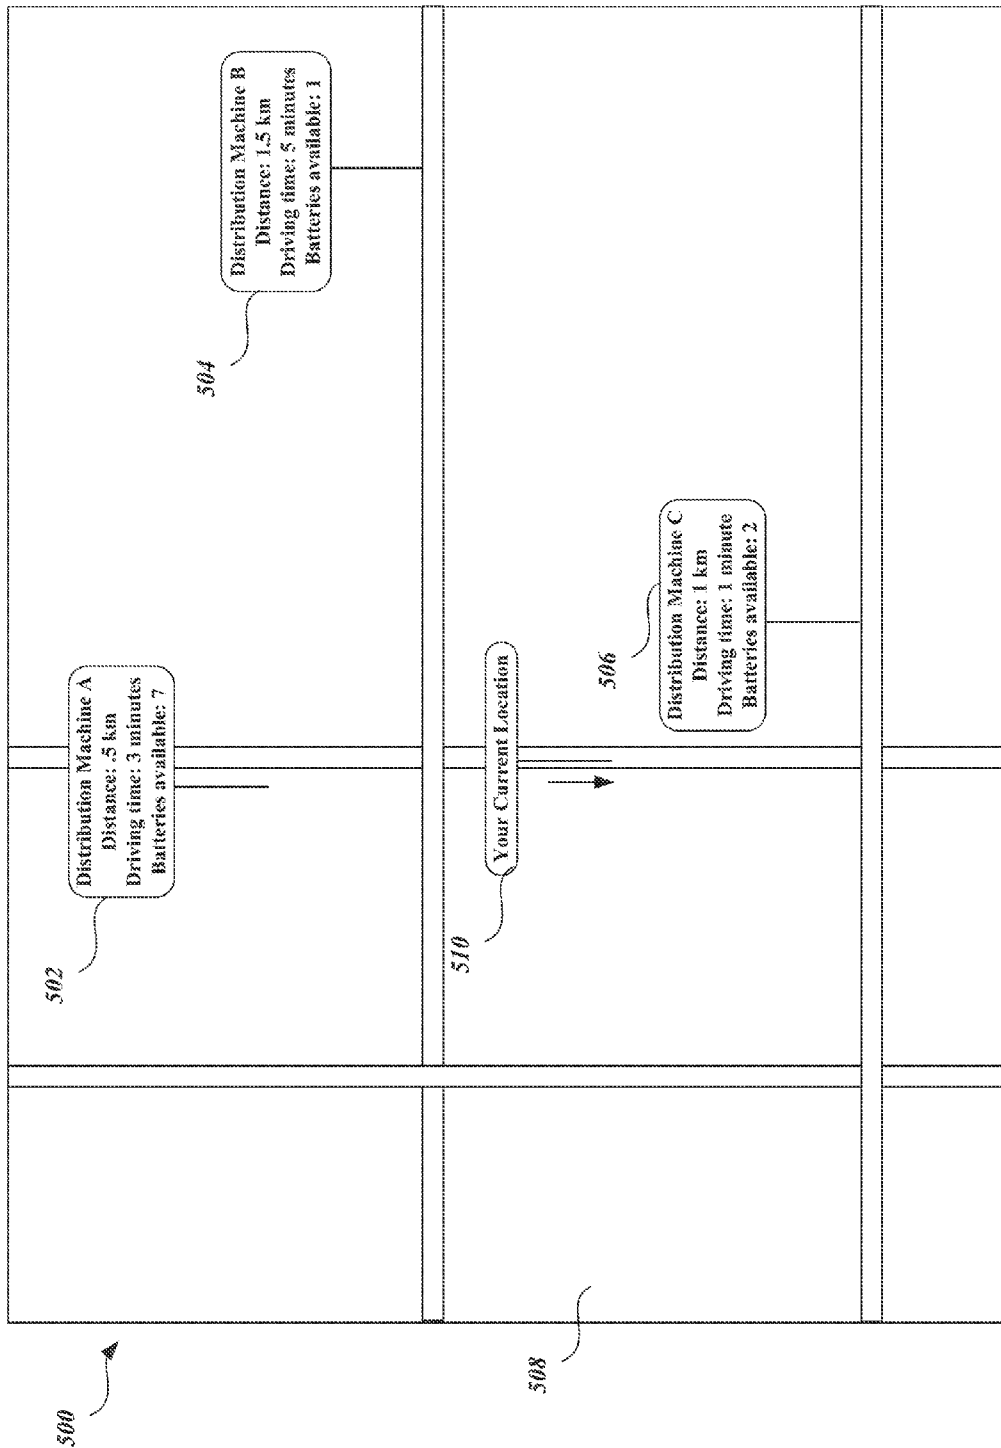 500
502
Distribution Machine A
Distance: .5 km
Driving time: 3 minutes
Batteries available: 7
504
Distribution Machine B
Distance: 1.5 km
Driving time: 5 minutes
Batteries available: 1
510
Your Current Location
508
506
Distribution Machine C
Distance: 1 km
Driving time: 1 minute
Batteries available: 2